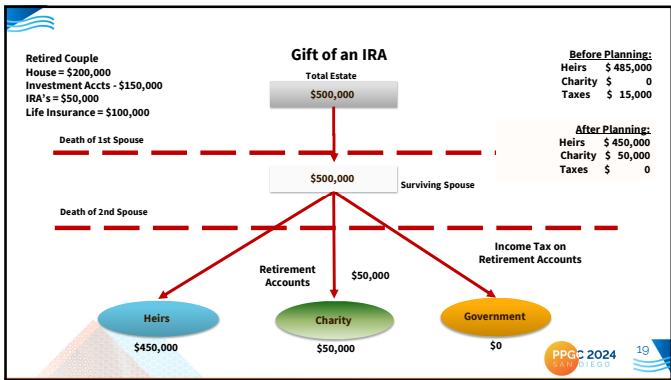 Gift of an IRA
Retired Couple
House = $200,000
Investment Accts - $150,000
IRA's = $50,000
Life Insurance = $100,000
Total Estate
$500,000
Before Planning:
Heirs $ 485,000
Charity $ 0
Taxes $ 15,000
After Planning:
Heirs $ 450,000
Charity $ 50,000
Taxes $ 0
Death of 1st Spouse
$500,000
Surviving Spouse
Death of 2nd Spouse
Income Tax on
Retirement Accounts
Retirement
Accounts
$50,000
Heirs
Charity
Government
$450,000
$50,000
$0
PPGC 2024
SAN DIEGO
19